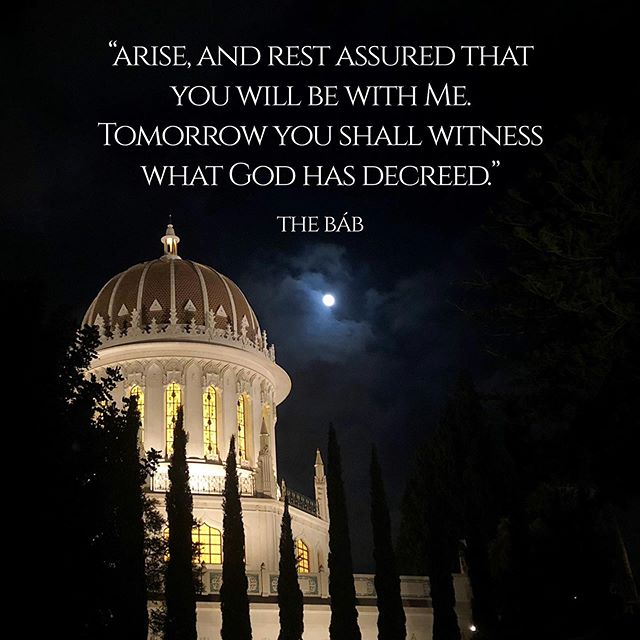 “ARISE, AND REST ASSURED THAT
YOU WILL BE WITH ME.
TOMORROW YOU SHALL WITNESS
WHAT GOD HAS DECREED.”
THE BÁB